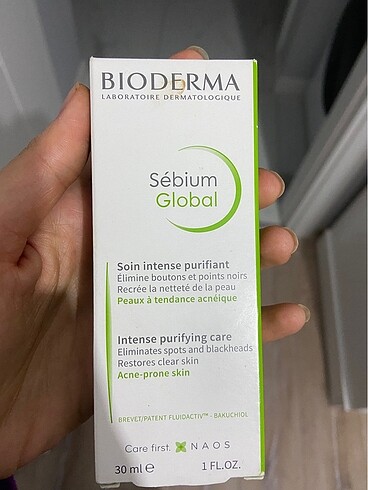 BIODERMA
LABORATOIRE DERMATOLOGIQUE
Sébium
Global
Soin intense purifiant
Élimine boutons et points noirs
Recrée la netteté de la peau
Peaux à tendance acnéique
Intense purifying care
Eliminates spots and blackheads
Restores clear skin
Acne-prone skin
BREVET/PATENT FLUIDACTIV™ - BAKUCHIOL
Care first. NAOS
30 ml e 1 FL.OZ.